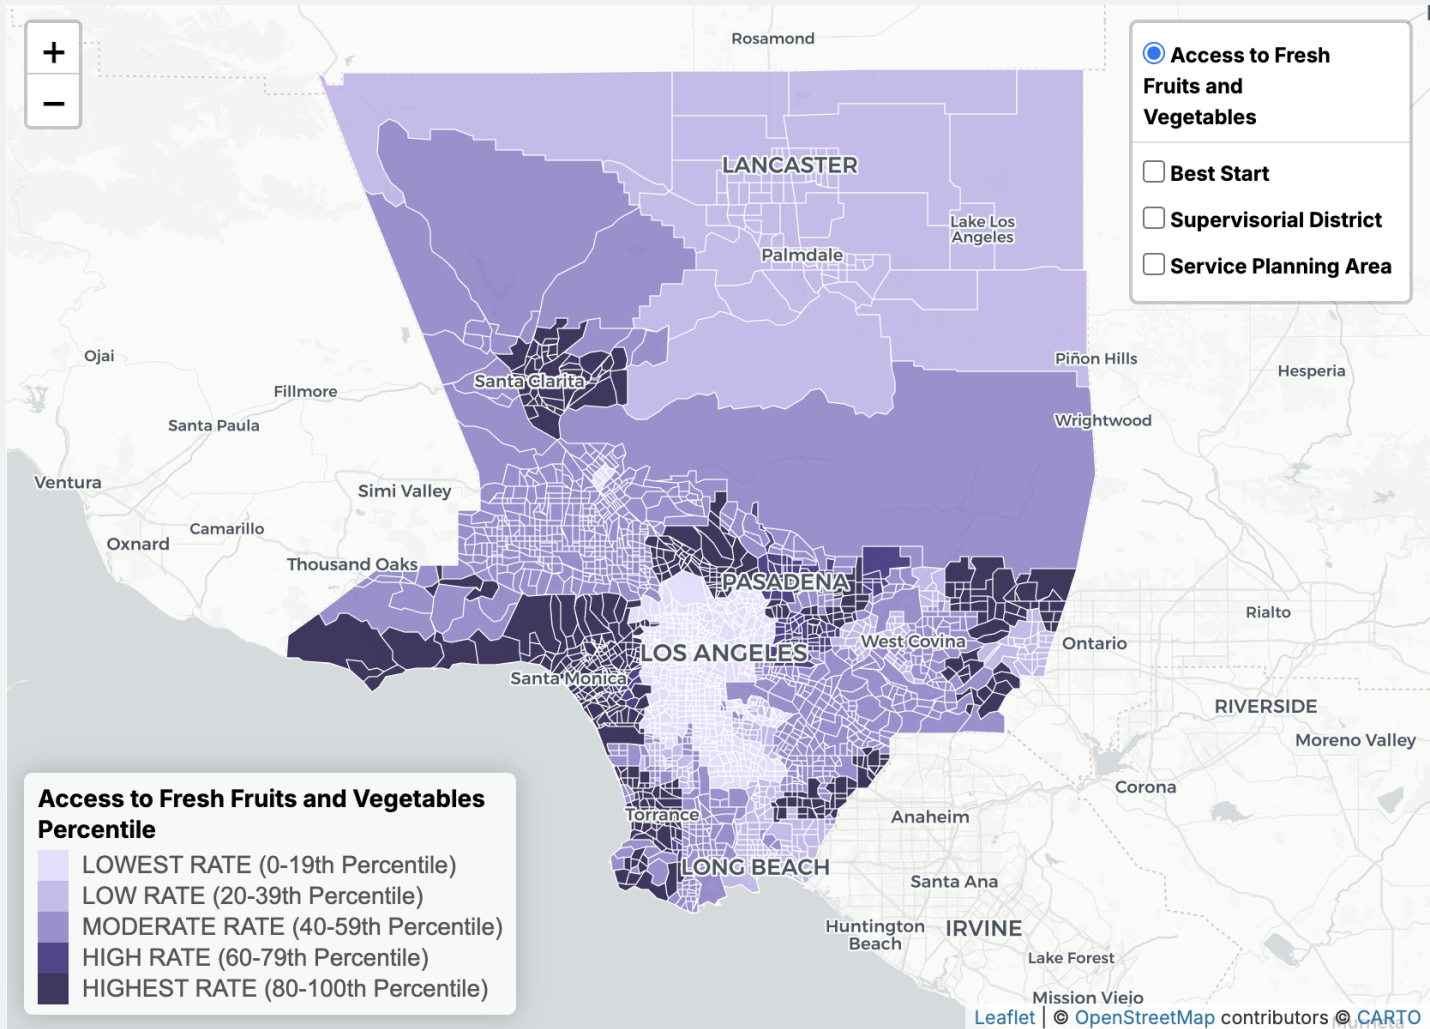 +
−
Rosamond
Access to Fresh
Fruits and
Vegetables
Best Start
Supervisorial District
Service Planning Area
LANCASTER
Lake Los
Angeles
Palmdale
Ojai
Piñon Hills
Hesperia
Santa Clarita
Fillmore
Santa Paula
Wrightwood
Ventura
Simi Valley
Camarillo
Oxnard
Thousand Oaks
PASADENA
Rialto
LOS ANGELES
West Covina
Ontario
Santa Monica
RIVERSIDE
Moreno Valley
Corona
Torrance
Anaheim
LONG BEACH
Santa Ana
Huntington
Beach
IRVINE
Lake Forest
Mission Viejo
Murrieta
Access to Fresh Fruits and Vegetables
Percentile
LOWEST RATE (0-19th Percentile)
LOW RATE (20-39th Percentile)
MODERATE RATE (40-59th Percentile)
HIGH RATE (60-79th Percentile)
HIGHEST RATE (80-100th Percentile)
Leaflet | © OpenStreetMap contributors © CARTO